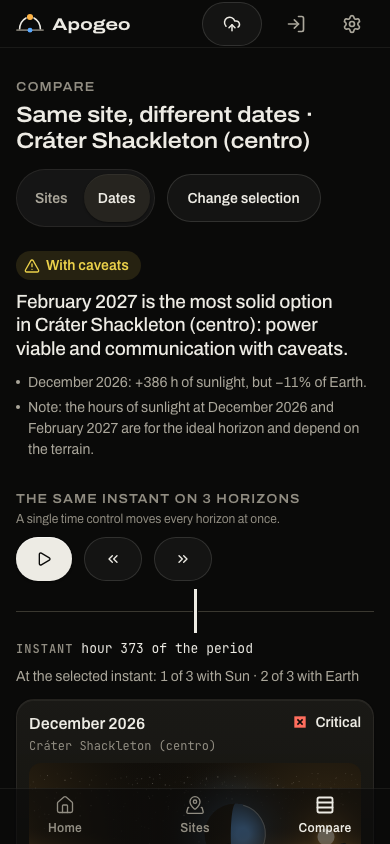 Apogeo
COMPARE
Same site, different dates ·
Cráter Shackleton (centro)
Sites
Dates
Change selection
With caveats
February 2027 is the most solid option
in Cráter Shackleton (centro): power
viable and communication with caveats.
• December 2026: +386 h of sunlight, but −11% of Earth.
• Note: the hours of sunlight at December 2026 and
February 2027 are for the ideal horizon and depend on
the terrain.
THE SAME INSTANT ON 3 HORIZONS
A single time control moves every horizon at once.
INSTANT hour 373 of the period
At the selected instant: 1 of 3 with Sun · 2 of 3 with Earth
December 2026
Critical
Cráter Shackleton (centro)
Home
Sites
Compare